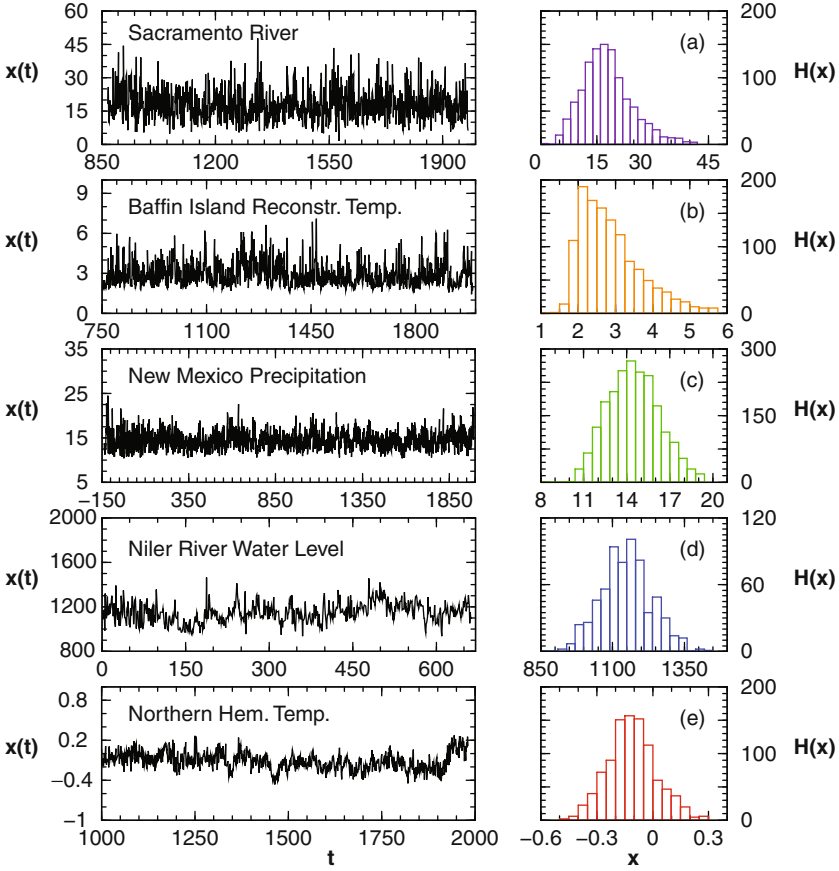 60
45
30
15
0
x(t)
Sacramento River
850 1200 1550 1900
(a)
200
150
100
50
0
H(x)
0 15 30 45
9
6
3
0
x(t)
Baffin Island Reconstr. Temp.
750 1100 1450 1800
(b)
200
100
0
H(x)
1 2 3 4 5 6
35
25
15
5
x(t)
New Mexico Precipitation
−150 350 850 1350 1850
(c)
300
150
0
H(x)
8 11 14 17 20
2000
1600
1200
800
x(t)
Niler River Water Level
0 150 300 450 600
(d)
120
60
0
H(x)
850 1100 1350
0.8
0.2
−0.4
−1
x(t)
Northern Hem. Temp.
1000 1250 1500 1750 2000
t
(e)
200
150
100
50
0
H(x)
−0.6 −0.3 0 0.3
x